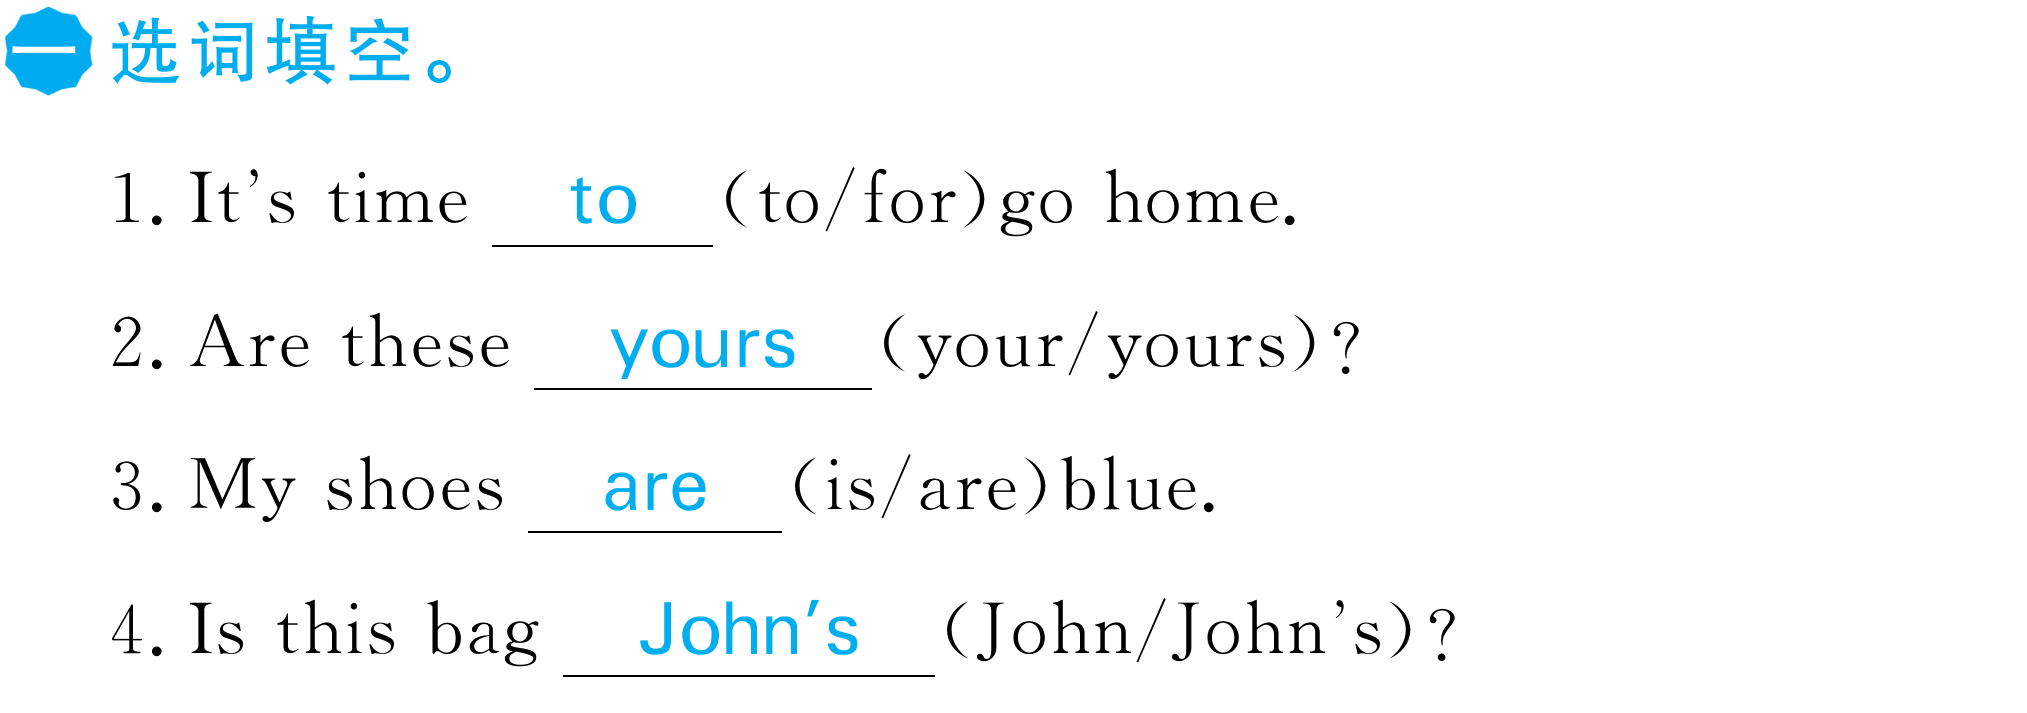 一 选词填空。
1. It's time to (to/for)go home.
2. Are these yours (your/yours)?
3. My shoes are (is/are)blue.
4. Is this bag John's (John/John's)?